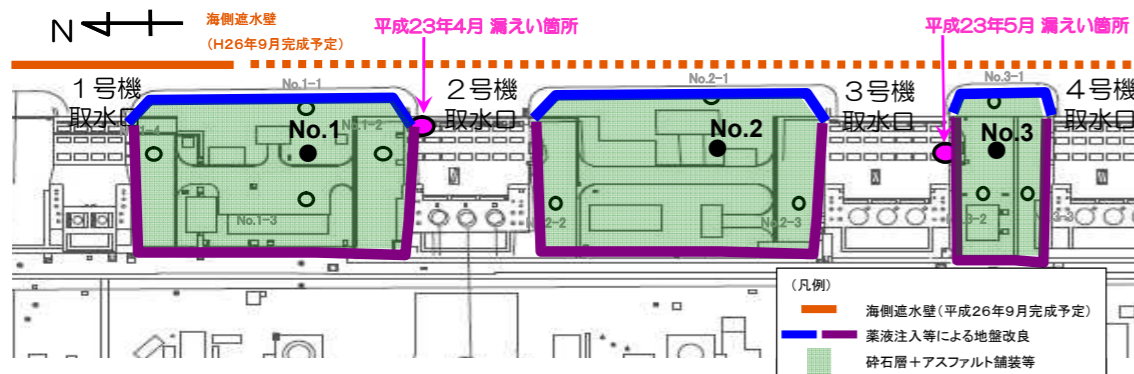 N
海側遮水壁
(H26年9月完成予定)
平成23年4月 漏えい箇所
平成23年5月 漏えい箇所
1号機
取水口
No.1-1
2号機
取水口
No.2-1
3号機
取水口
No.3-1
4号機
取水口
No.1-4
No.1
No.1-2
No.2
No.3
No.1-3
No.2-2
No.2-3
No.3-2
No.3-3
(凡例)
海側遮水壁(平成26年9月完成予定)
薬液注入等による地盤改良
砕石層+アスファルト舗装等